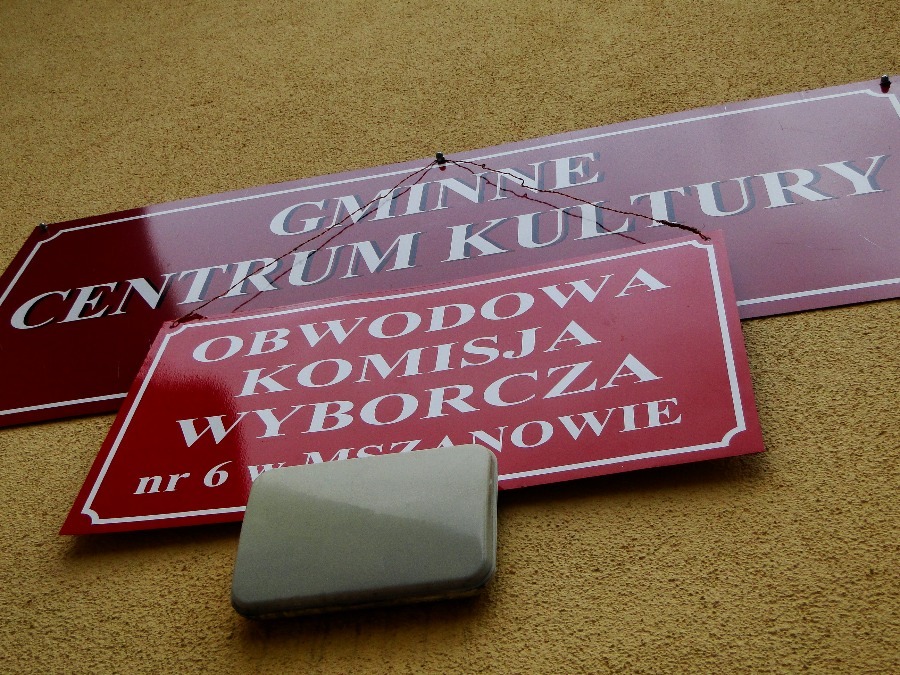 GMINNE
CENTRUM KULTURY
OBWODOWA
KOMISJA
WYBORCZA
nr 6 w MSZANOWIE